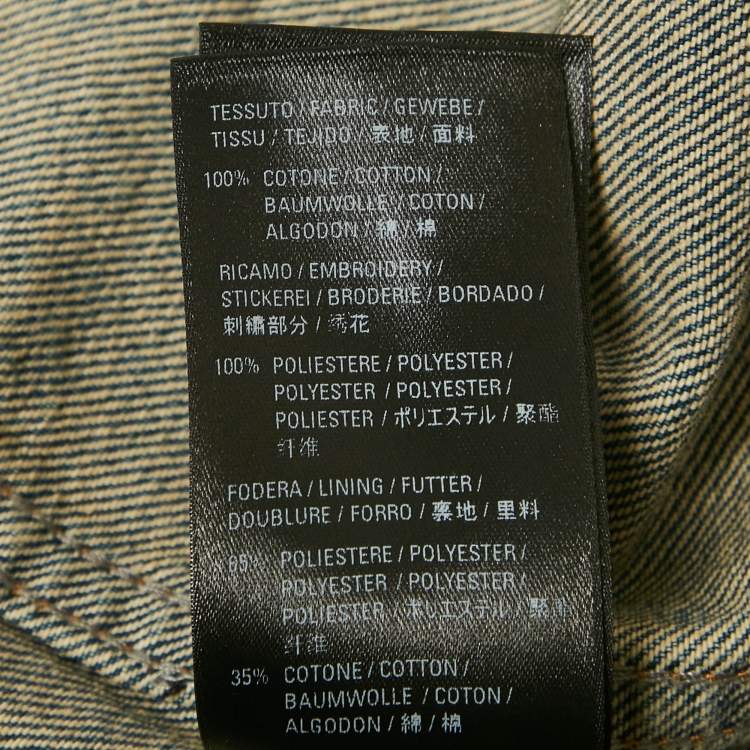 TESSUTO / FABRIC / GEWEBE /
TISSU / TEJIDO / 表地 / 面料
100% COTONE / COTTON /
BAUMWOLLE / COTON /
ALGODON / 綿 / 棉
RICAMO / EMBROIDERY /
STICKEREI / BRODERIE / BORDADO /
刺繍部分 / 绣花
100% POLIESTERE / POLYESTER /
POLYESTER / POLYESTER /
POLIESTER / ポリエステル / 聚酯
纤维
FODERA / LINING / FUTTER /
DOUBLURE / FORRO / 裏地 / 里料
65% POLIESTERE / POLYESTER /
POLYESTER / POLYESTER /
POLIESTER / ポリエステル / 聚酯
纤维
35% COTONE / COTTON /
BAUMWOLLE / COTON /
ALGODON / 綿 / 棉